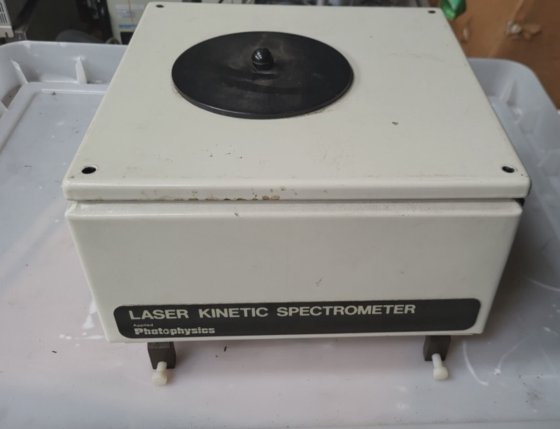 LASER KINETIC SPECTROMETER
Applied
Photophysics